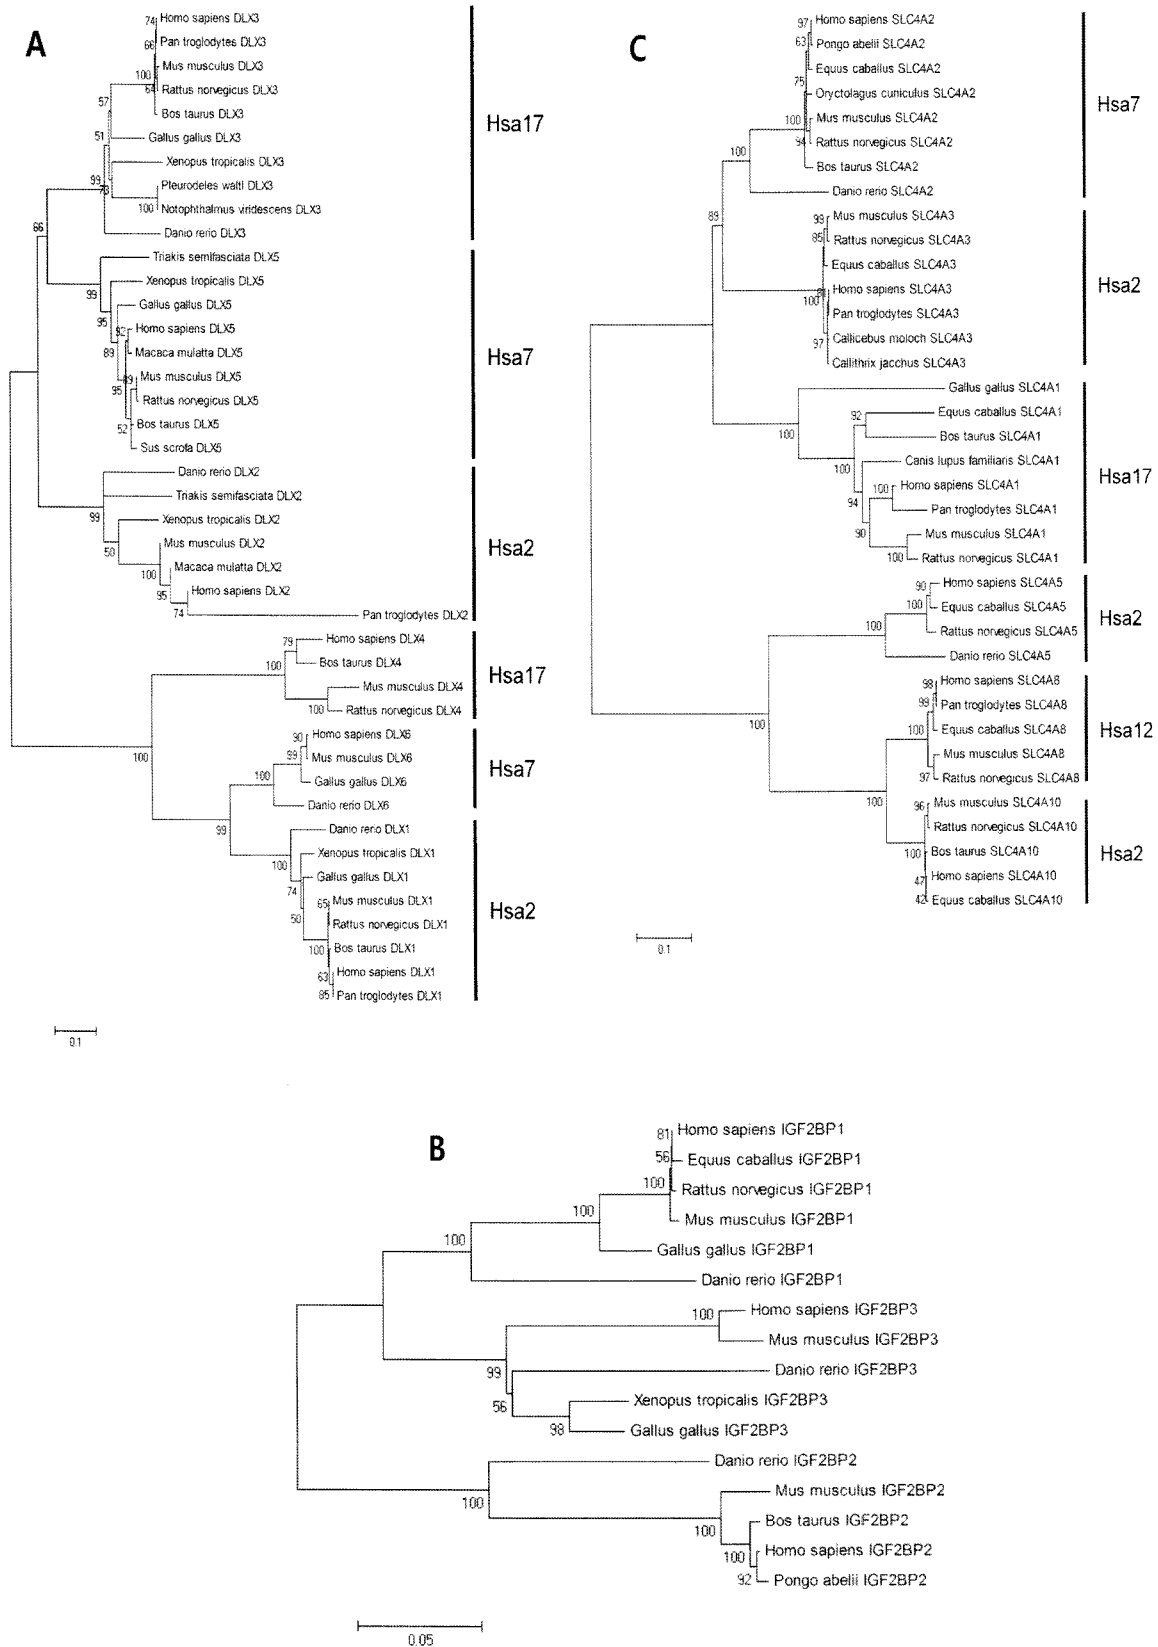 A
74 Homo sapiens DLX3
66 Pan troglodytes DLX3
Mus musculus DLX3
100
64 Rattus norvegicus DLX3
Bos taurus DLX3
57
Gallus gallus DLX3
51
Xenopus tropicalis DLX3
99
73
Pleurodeles waltl DLX3
100 Notophthalmus viridescens DLX3
Danio rerio DLX3
Hsa17
66
Triakis semifasciata DLX5
99
Xenopus tropicalis DLX5
95
Gallus gallus DLX5
92 Homo sapiens DLX5
89 Macaca mulatta DLX5
Mus musculus DLX5
95
Rattus norvegicus DLX5
52 Bos taurus DLX5
Sus scrofa DLX5
Hsa7
Danio rerio DLX2
Triakis semifasciata DLX2
99
Xenopus tropicalis DLX2
50
Mus musculus DLX2
100
Macaca mulatta DLX2
95
Homo sapiens DLX2
74
Pan troglodytes DLX2
Hsa2
79 Homo sapiens DLX4
100
Bos taurus DLX4
Mus musculus DLX4
100 Rattus norvegicus DLX4
Hsa17
100
90 Homo sapiens DLX6
99
Mus musculus DLX6
100
Gallus gallus DLX6
Danio rerio DLX6
Hsa7
99
Danio rerio DLX1
100
Xenopus tropicalis DLX1
74
Gallus gallus DLX1
50
65 Mus musculus DLX1
Rattus norvegicus DLX1
100 Bos taurus DLX1
63 Homo sapiens DLX1
85 Pan troglodytes DLX1
Hsa2
0.1
C
97 Homo sapiens SLC4A2
63 Pongo abelii SLC4A2
Equus caballus SLC4A2
75
Oryctolagus cuniculus SLC4A2
100
Mus musculus SLC4A2
94 Rattus norvegicus SLC4A2
Bos taurus SLC4A2
100
Danio rerio SLC4A2
Hsa7
89
99 Mus musculus SLC4A3
85 Rattus norvegicus SLC4A3
Equus caballus SLC4A3
Homo sapiens SLC4A3
100
Pan troglodytes SLC4A3
97 Callicebus moloch SLC4A3
Callithrix jacchus SLC4A3
Hsa2
Gallus gallus SLC4A1
100
92 Equus caballus SLC4A1
Bos taurus SLC4A1
100
Canis lupus familiaris SLC4A1
94
100 Homo sapiens SLC4A1
Pan troglodytes SLC4A1
90
Mus musculus SLC4A1
100 Rattus norvegicus SLC4A1
Hsa17
90 Homo sapiens SLC4A5
100
Equus caballus SLC4A5
100
Rattus norvegicus SLC4A5
Danio rerio SLC4A5
Hsa2
100
98 Homo sapiens SLC4A8
99 Pan troglodytes SLC4A8
100
Equus caballus SLC4A8
Mus musculus SLC4A8
97 Rattus norvegicus SLC4A8
Hsa12
100
96 Mus musculus SLC4A10
Rattus norvegicus SLC4A10
100 Bos taurus SLC4A10
47 Homo sapiens SLC4A10
42 Equus caballus SLC4A10
Hsa2
0.1
B
81 Homo sapiens IGF2BP1
56 Equus caballus IGF2BP1
100 Rattus norvegicus IGF2BP1
Mus musculus IGF2BP1
100
Gallus gallus IGF2BP1
100
Danio rerio IGF2BP1
100 Homo sapiens IGF2BP3
Mus musculus IGF2BP3
99
Danio rerio IGF2BP3
56
Xenopus tropicalis IGF2BP3
98 Gallus gallus IGF2BP3
Danio rerio IGF2BP2
100
Mus musculus IGF2BP2
100
Bos taurus IGF2BP2
100 Homo sapiens IGF2BP2
92 Pongo abelii IGF2BP2
0.05